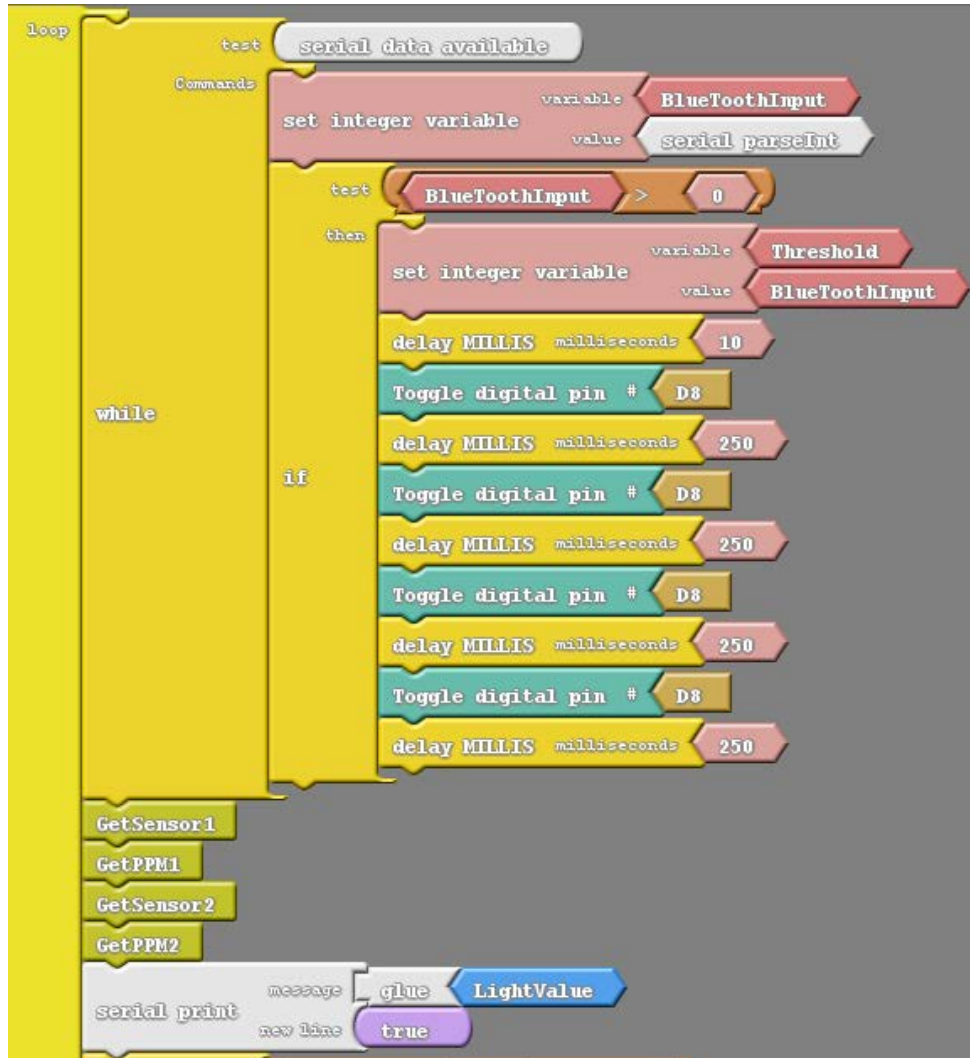 loop
test serial data available
Commands
variable BlueToothInput
set integer variable
value serial parseInt
test BlueToothInput > 0
then
variable Threshold
set integer variable
value BlueToothInput
delay MILLIS milliseconds 10
Toggle digital pin # D8
while
delay MILLIS milliseconds 250
if
Toggle digital pin # D8
delay MILLIS milliseconds 250
Toggle digital pin # D8
delay MILLIS milliseconds 250
Toggle digital pin # D8
delay MILLIS milliseconds 250
GetSensor1
GetPPM1
GetSensor2
GetPPM2
message glue LightValue
serial print
new line true